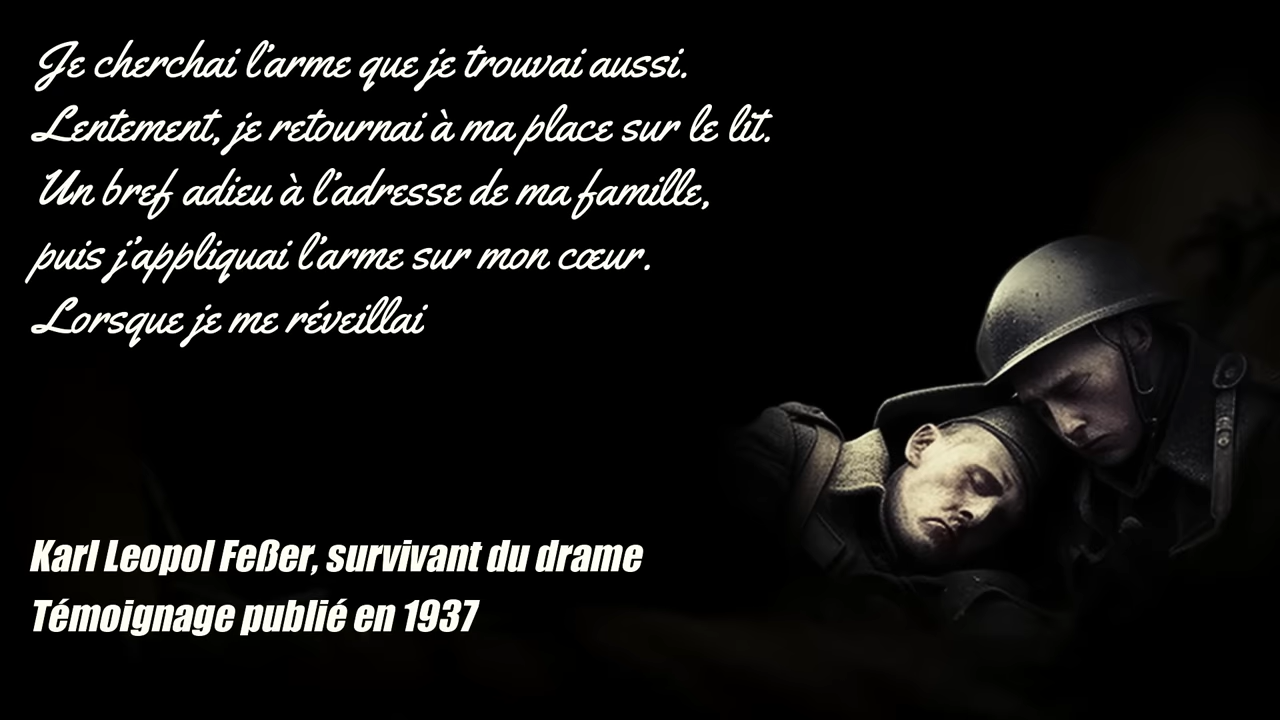 Je cherchai l'arme que je trouvai aussi.
Lentement, je retournai à ma place sur le lit.
Un bref adieu à l'adresse de ma famille,
puis j'appliquai l'arme sur mon cœur.
Lorsque je me réveillai
Karl Leopol Feßer, survivant du drame
Témoignage publié en 1937